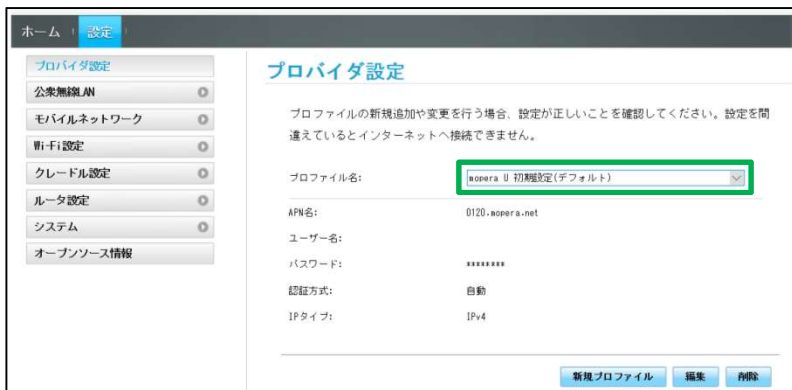 ホーム 設定
プロバイダ設定
公衆無線LAN
モバイルネットワーク
Wi-Fi設定
クレードル設定
ルータ設定
システム
オープンソース情報
プロバイダ設定
プロファイルの新規追加や変更を行う場合、設定が正しいことを確認してください。設定を間
違えているとインターネットへ接続できません。
プロファイル名: mopera U 初期設定(デフォルト)
APN名: 0120.mopera.net
ユーザー名:
パスワード: ********
認証方式: 自動
IPタイプ: IPv4
新規プロファイル 編集 削除